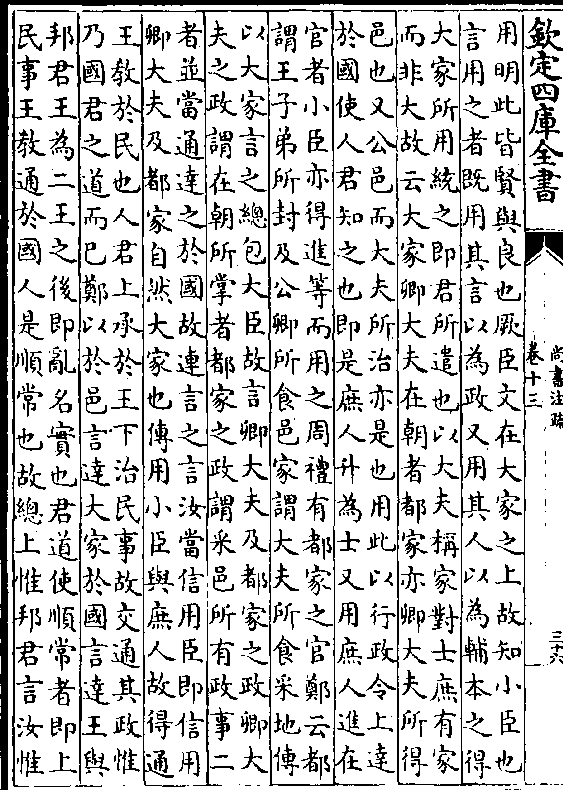 欽定四庫全書
尚書注疏
卷十三
三十六
用明此皆賢與良也厥臣文在大家之上故知小臣也
言用之者既用其言以為政又用其人以為輔本之得
大家所用統之即君所遣也以大夫稱家對士庶有家
而非大故云大家卿大夫在朝者都家亦卿大夫所得
邑也又公邑而大夫所治亦是也用此以行政令上達
於國使人君知之也即是庶人升為士又用庶人進在
官者小臣亦得進等而用之周禮有都家之官鄭云都
謂王子弟所封及公卿所食邑家謂大夫所食采地傳
以大家言之總包大臣故言卿大夫及都家之政卿大
夫之政謂在朝所掌者都家之政謂采邑所有政事二
者並當通達之於國故連言之言汝當信用臣即信用
卿大夫及都家自然大家也傳用小臣與庶人故得通
王教於民也人君上承於王下治民事故交通其政惟
乃國君之道而已鄭以於邑言達大家於國言達王與
邦君王為二王之後即亂名實也君道使順常者即上
民事王教通於國人是順常也故總上惟邦君言汝惟